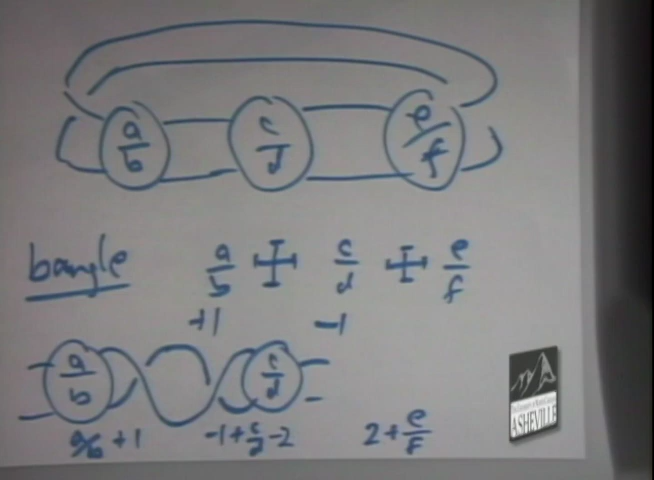 a/b c/d e/f
bangle a/b + c/d + e/f
+1 -1
a/b c/d
a/b +1 -1+c/d-2 2+e/f
ASHEVILLE